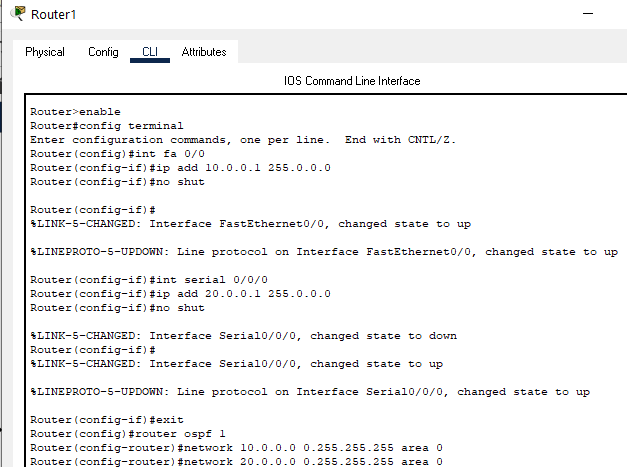 Router1
Physical Config CLI Attributes
IOS Command Line Interface
Router>enable
Router#config terminal
Enter configuration commands, one per line.  End with CNTL/Z.
Router(config)#int fa 0/0
Router(config-if)#ip add 10.0.0.1 255.0.0.0
Router(config-if)#no shut
Router(config-if)#
%LINK-5-CHANGED: Interface FastEthernet0/0, changed state to up
%LINEPROTO-5-UPDOWN: Line protocol on Interface FastEthernet0/0, changed state to up
Router(config-if)#int serial 0/0/0
Router(config-if)#ip add 20.0.0.1 255.0.0.0
Router(config-if)#no shut
%LINK-5-CHANGED: Interface Serial0/0/0, changed state to down
Router(config-if)#
%LINK-5-CHANGED: Interface Serial0/0/0, changed state to up
%LINEPROTO-5-UPDOWN: Line protocol on Interface Serial0/0/0, changed state to up
Router(config-if)#exit
Router(config)#router ospf 1
Router(config-router)#network 10.0.0.0 0.255.255.255 area 0
Router(config-router)#network 20.0.0.0 0.255.255.255 area 0